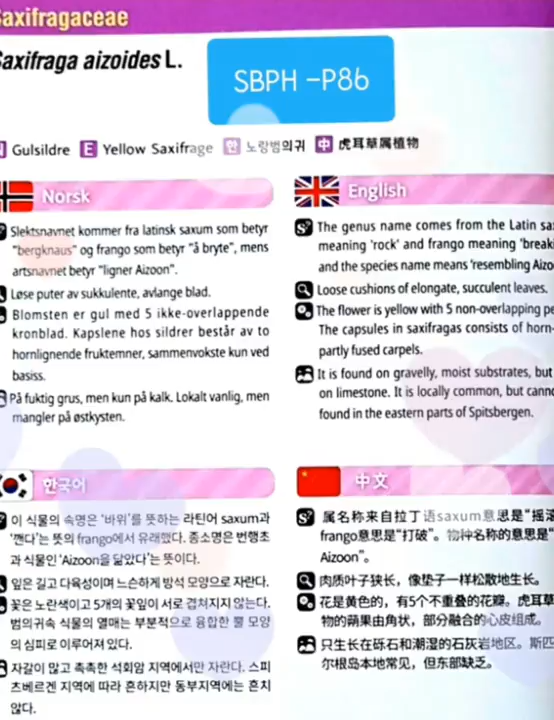 Saxifragaceae
Saxifraga aizoides L.
SBPH -P86
N Gulsildre E Yellow Saxifrage 한 노랑범의귀 中 虎耳草属植物
Norsk
Slektsnavnet kommer fra latinsk saxum som betyr
"bergknaus" og frango som betyr "å bryte", mens
artsnavnet betyr "ligner Aizoon".
Løse puter av sukkulente, avlange blad.
Blomsten er gul med 5 ikke-overlappende
kronblad. Kapslene hos sildrer består av to
hornlignende fruktemner, sammenvokste kun ved
basiss.
På fuktig grus, men kun på kalk. Lokalt vanlig, men
mangler på østkysten.
English
The genus name comes from the Latin
meaning 'rock' and frango meaning
and the species name means 'resembling
Loose cushions of elongate, succulent leaves.
The flower is yellow with 5 non-overlapping
The capsules in saxifragas consists of horn-
partly fused carpels.
It is found on gravelly, moist substrates, but
on limestone. It is locally common, but
found in the eastern parts of Spitsbergen.
한국어
이 식물의 속명은 '바위'를 뜻하는 라틴어 saxum과
'깬다'는 뜻의 frango에서 유래했다. 종소명은 번행초
과 식물인 'Aizoon을 닮았다'는 뜻이다.
잎은 길고 다육성이며 느슨하게 방석 모양으로 자란다.
꽃은 노란색이고 5개의 꽃잎이 서로 겹쳐지지 않는다.
범의귀속 식물의 열매는 부분적으로 융합한 뿔 모양
의 심피로 이루어져 있다.
자갈이 많고 촉촉한 석회암 지역에서만 자란다. 스피
츠베르겐 지역에 따라 흔하지만 동부지역에는 흔치
않다.
中文
属名称来自拉丁语saxum意思是"摇滚
frango意思是"打破"。物种名称的意思是"
Aizoon"。
肉质叶子狭长，像垫子一样松散地生长。
花是黄色的，有5个不重叠的花瓣。虎耳草
物的蒴果由角状，部分融合的心皮组成。
只生长在砾石和潮湿的石灰岩地区。斯匹
尔根岛本地常见，但东部缺乏。